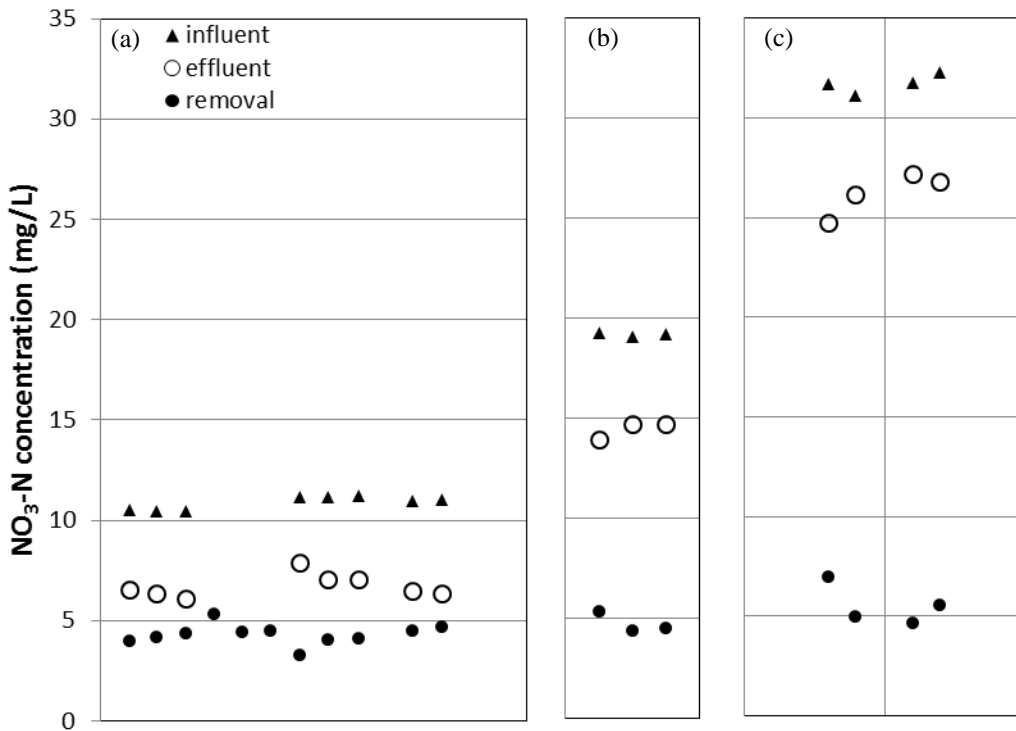 35
30
25
20
15
10
5
0
NO₃-N concentration (mg/L)
(a)
influent
effluent
removal
(b)
(c)